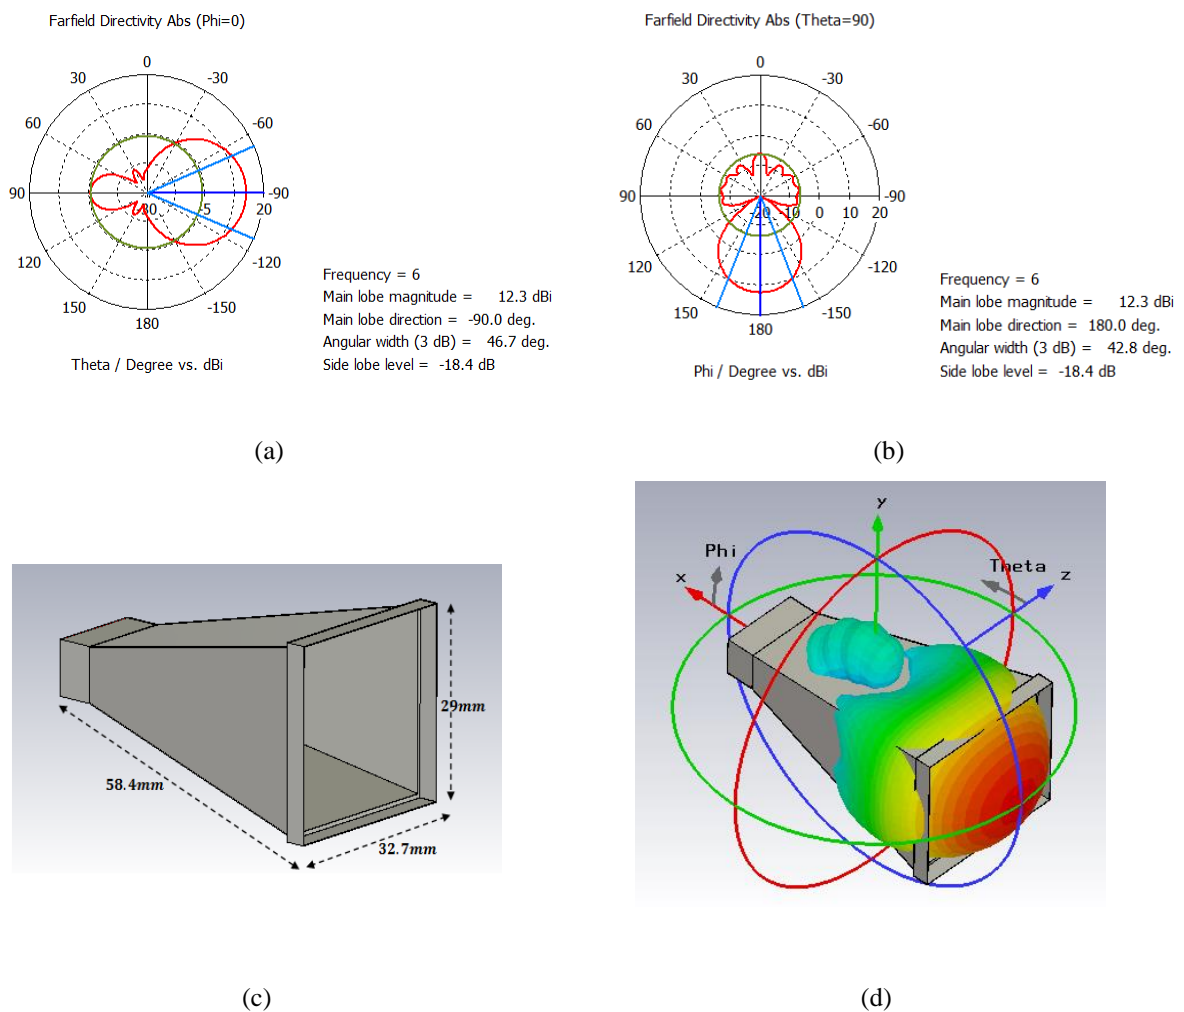 Farfield Directivity Abs (Phi=0)
0
30
-30
60
-60
90
-90
-5
20
120
-120
150
-150
180
Theta / Degree vs. dBi
Frequency = 6
Main lobe magnitude = 12.3 dBi
Main lobe direction = -90.0 deg.
Angular width (3 dB) = 46.7 deg.
Side lobe level = -18.4 dB
(a)
Farfield Directivity Abs (Theta=90)
0
30
-30
60
-60
90
-90
-20
-10
0
10
20
120
-120
150
-150
180
Phi / Degree vs. dBi
Frequency = 6
Main lobe magnitude = 12.3 dBi
Main lobe direction = 180.0 deg.
Angular width (3 dB) = 42.8 deg.
Side lobe level = -18.4 dB
(b)
29mm
58.4mm
32.7mm
(c)
y
Phi
x
Theta
z
(d)